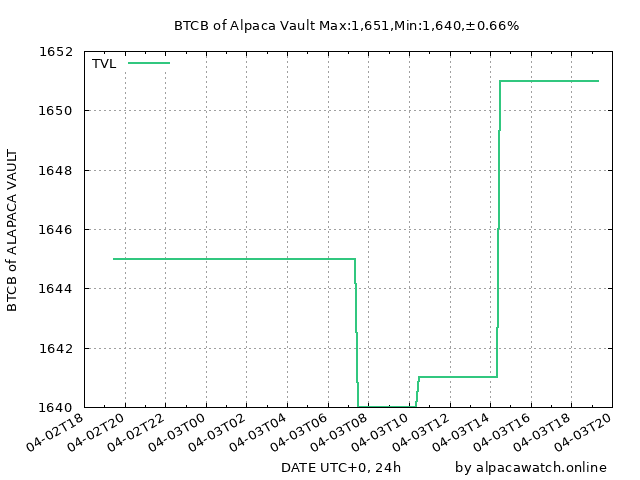 BTCB of Alpaca Vault Max:1,651,Min:1,640,±0.66%
TVL
BTCB of ALAPACA VAULT
1652
1650
1648
1646
1644
1642
1640
04-02T18
04-02T20
04-02T22
04-03T00
04-03T02
04-03T04
04-03T06
04-03T08
04-03T10
04-03T12
04-03T14
04-03T16
04-03T18
04-03T20
DATE UTC+0, 24h
by alpacawatch.online